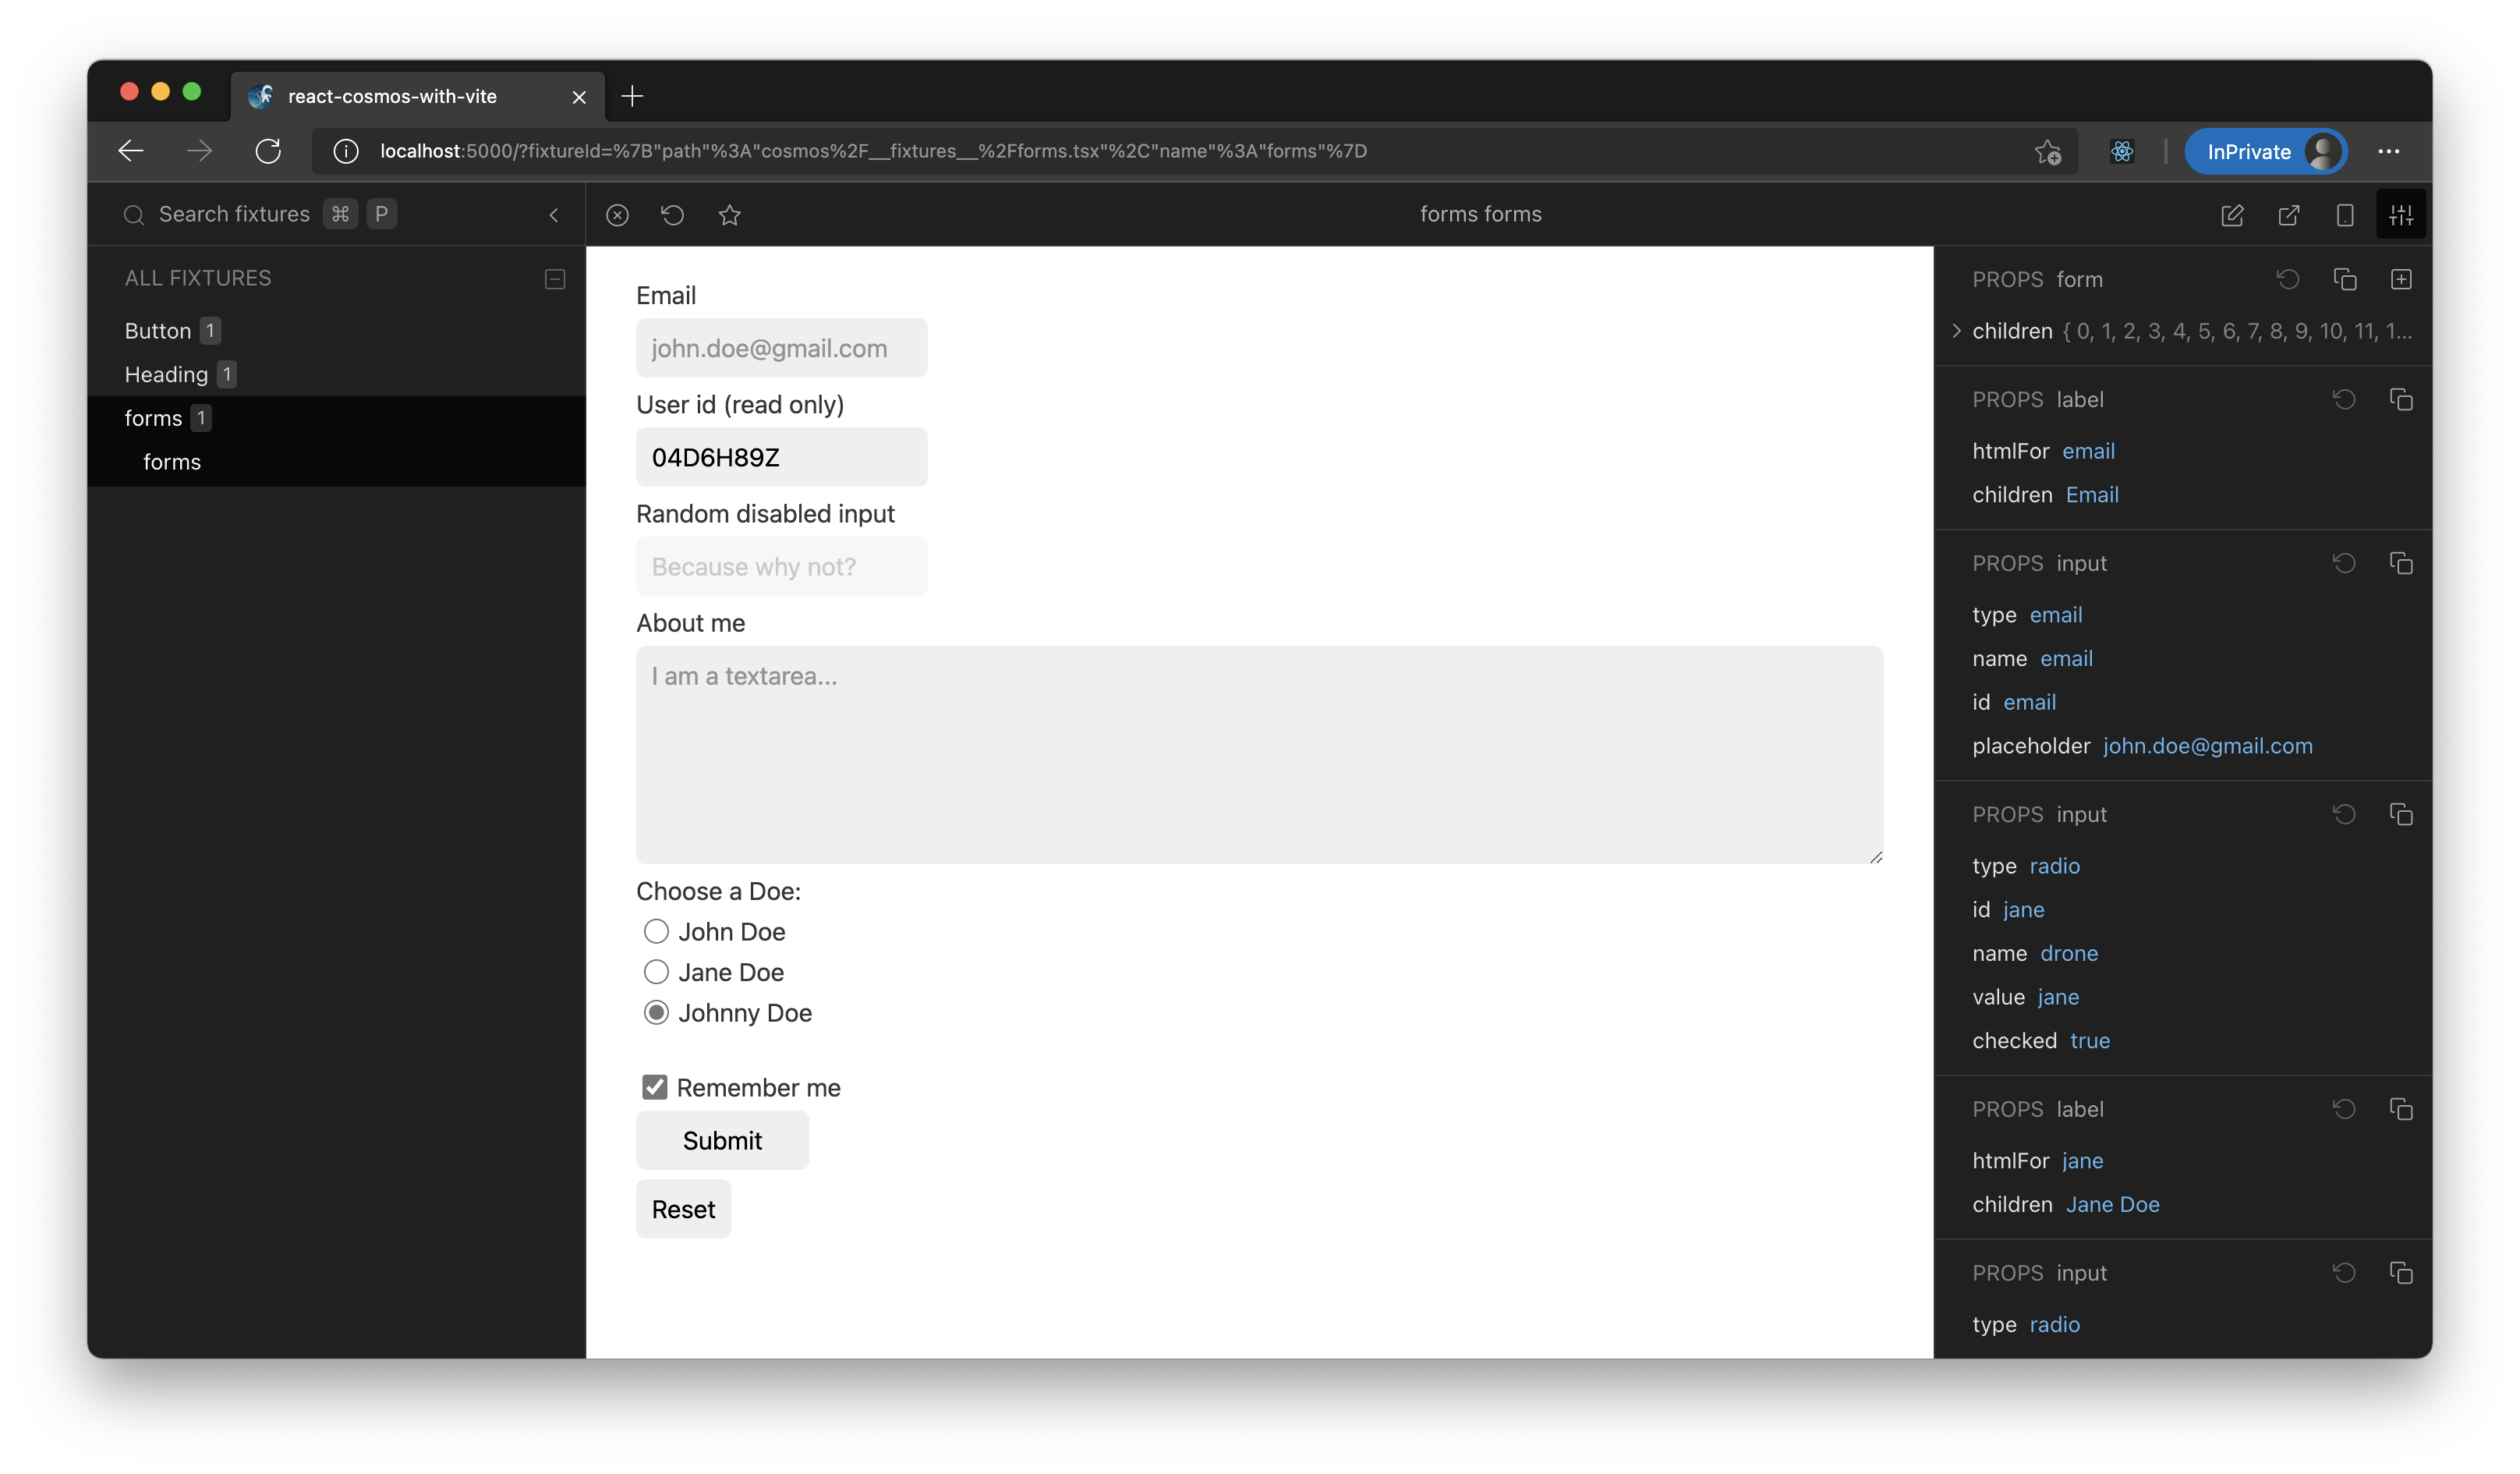 react-cosmos-with-vite
localhost:5000/?fixtureId=%7B"path"%3A"cosmos%2F__fixtures__%2Fforms.tsx"%2C"name"%3A"forms"%7D
InPrivate
Search fixtures ⌘ P
forms forms
ALL FIXTURES
Button 1
Heading 1
forms 1
forms
Email
john.doe@gmail.com
User id (read only)
04D6H89Z
Random disabled input
Because why not?
About me
I am a textarea...
Choose a Doe:
John Doe
Jane Doe
Johnny Doe
Remember me
Submit
Reset
PROPS form
children { 0, 1, 2, 3, 4, 5, 6, 7, 8, 9, 10, 11, 1...
PROPS label
htmlFor email
children Email
PROPS input
type email
name email
id email
placeholder john.doe@gmail.com
PROPS input
type radio
id jane
name drone
value jane
checked true
PROPS label
htmlFor jane
children Jane Doe
PROPS input
type radio